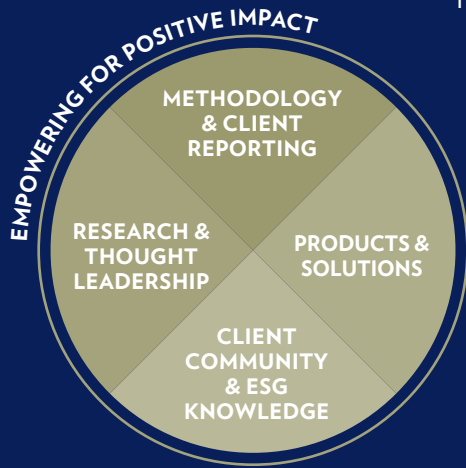 EMPOWERING FOR POSITIVE IMPACT
METHODOLOGY
& CLIENT
REPORTING
RESEARCH &
THOUGHT
LEADERSHIP
PRODUCTS &
SOLUTIONS
CLIENT
COMMUNITY
& ESG
KNOWLEDGE